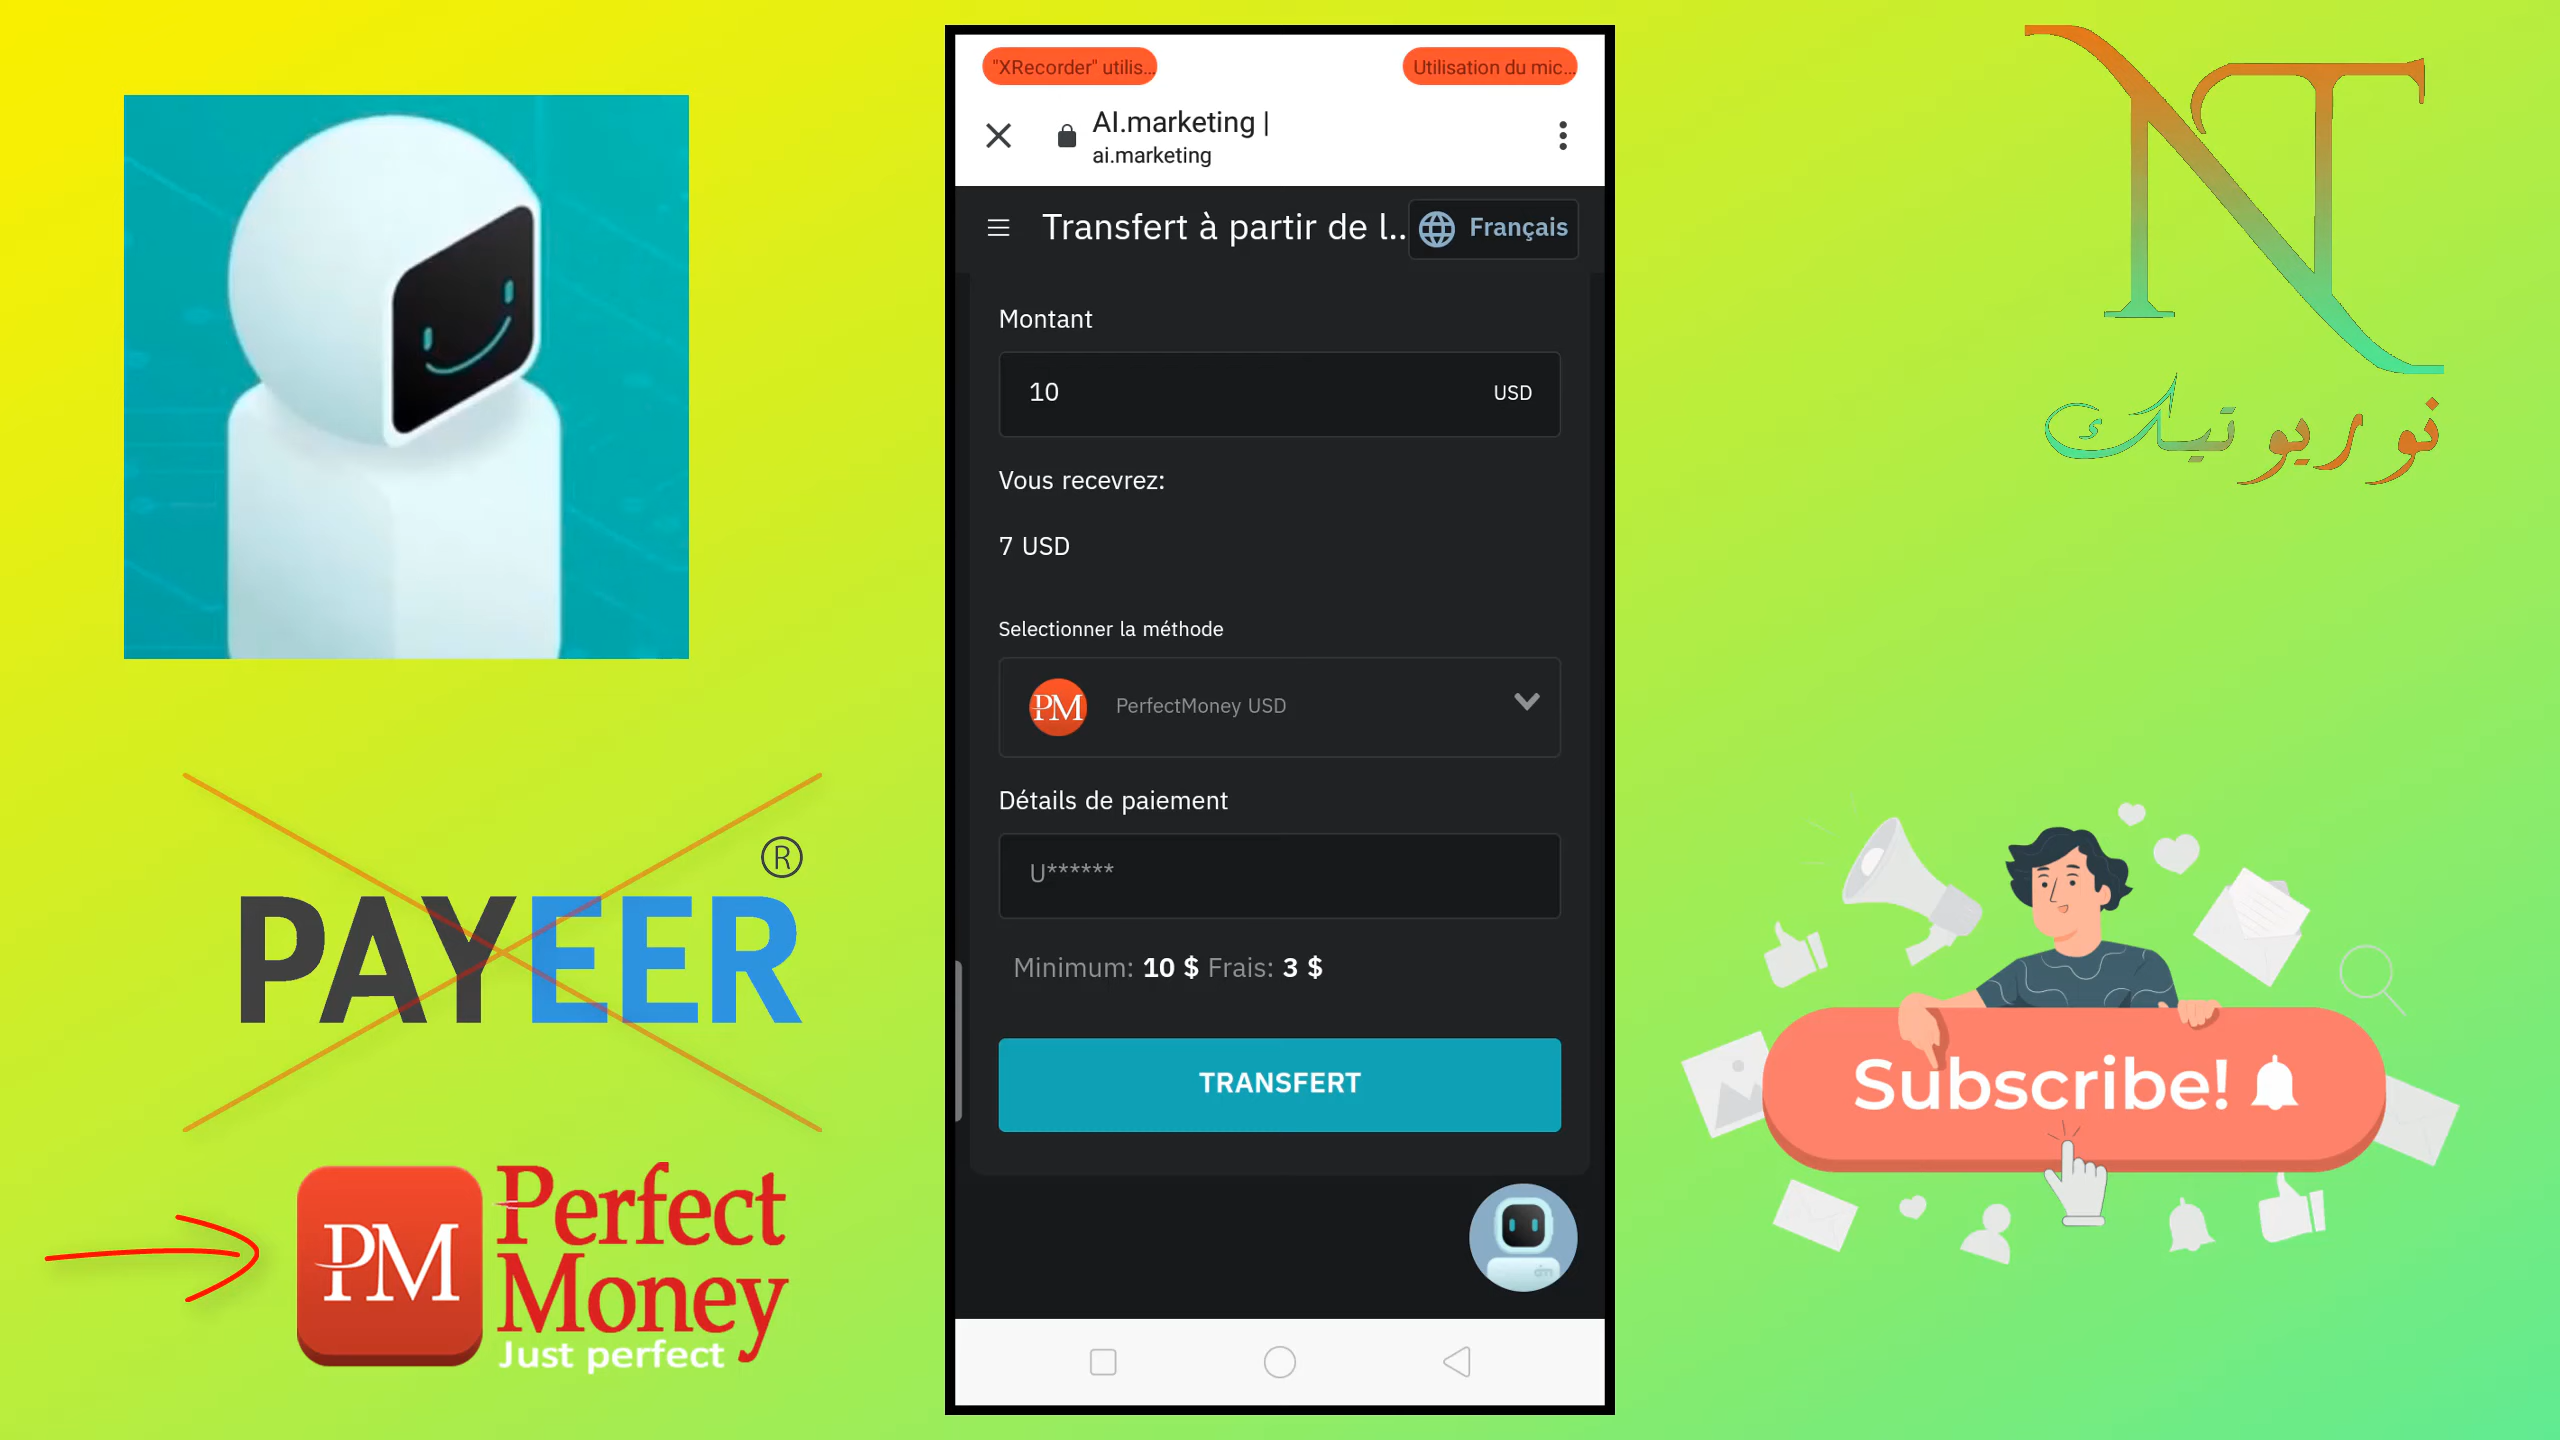 "XRecorder" utilis...
Utilisation du mic...
AI.marketing |
ai.marketing
Transfert à partir de l..
Français
Montant
10
USD
Vous recevrez:
7 USD
Selectionner la méthode
PM
PerfectMoney USD
Détails de paiement
U******
Minimum: 10 $ Frais: 3 $
TRANSFERT
PAYEER®
PM
Perfect
Money
Just perfect
NT
نوريوتيك
Subscribe!